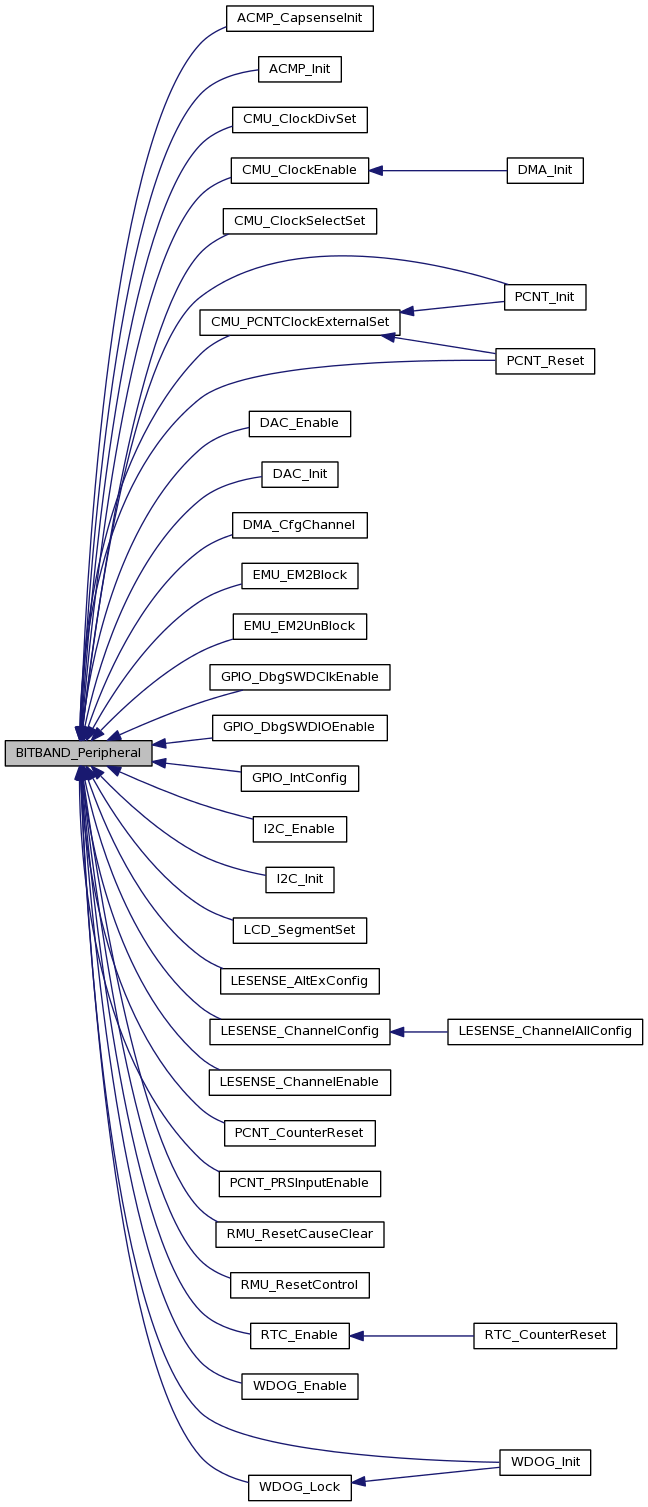 ACMP_CapsenseInit
ACMP_Init
CMU_ClockDivSet
CMU_ClockEnable
DMA_Init
CMU_ClockSelectSet
PCNT_Init
CMU_PCNTClockExternalSet
PCNT_Reset
DAC_Enable
DAC_Init
DMA_CfgChannel
EMU_EM2Block
EMU_EM2UnBlock
GPIO_DbgSWDClkEnable
GPIO_DbgSWDIOEnable
BITBAND_Peripheral
GPIO_IntConfig
I2C_Enable
I2C_Init
LCD_SegmentSet
LESENSE_AltExConfig
LESENSE_ChannelConfig
LESENSE_ChannelAllConfig
LESENSE_ChannelEnable
PCNT_CounterReset
PCNT_PRSInputEnable
RMU_ResetCauseClear
RMU_ResetControl
RTC_Enable
RTC_CounterReset
WDOG_Enable
WDOG_Init
WDOG_Lock